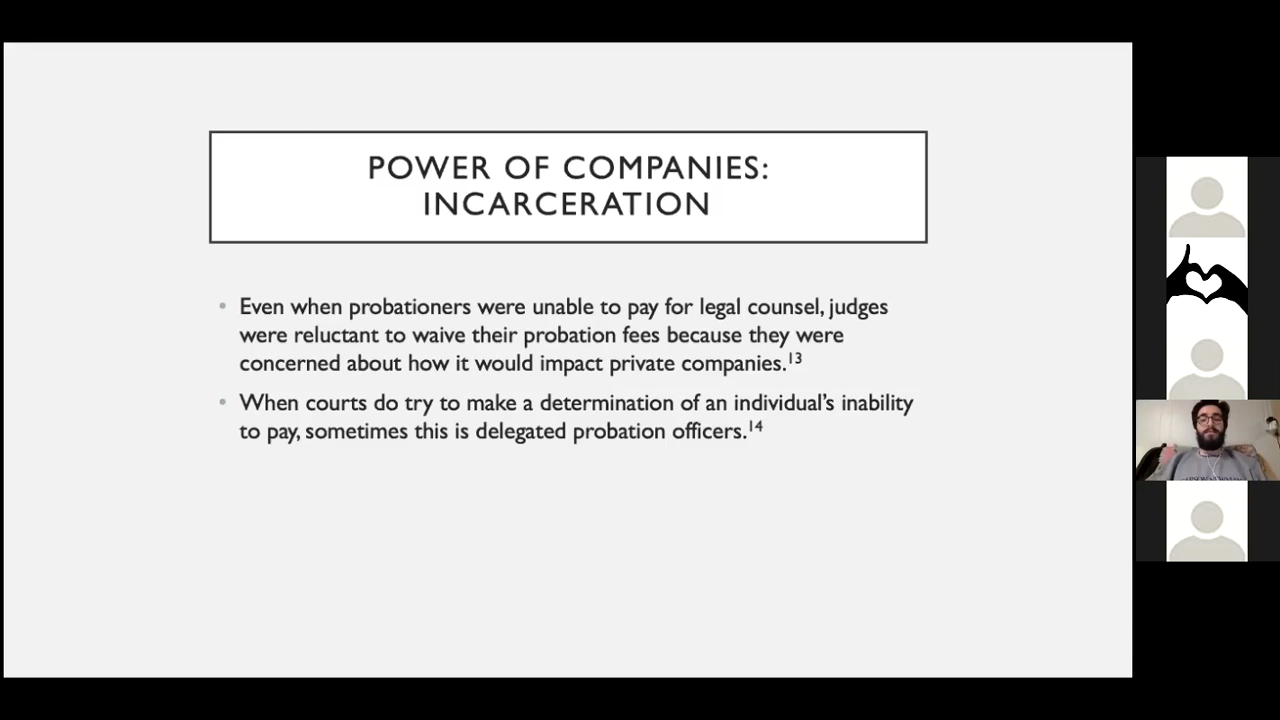 POWER OF COMPANIES:
INCARCERATION
• Even when probationers were unable to pay for legal counsel, judges
were reluctant to waive their probation fees because they were
concerned about how it would impact private companies.13
• When courts do try to make a determination of an individual's inability
to pay, sometimes this is delegated probation officers.14